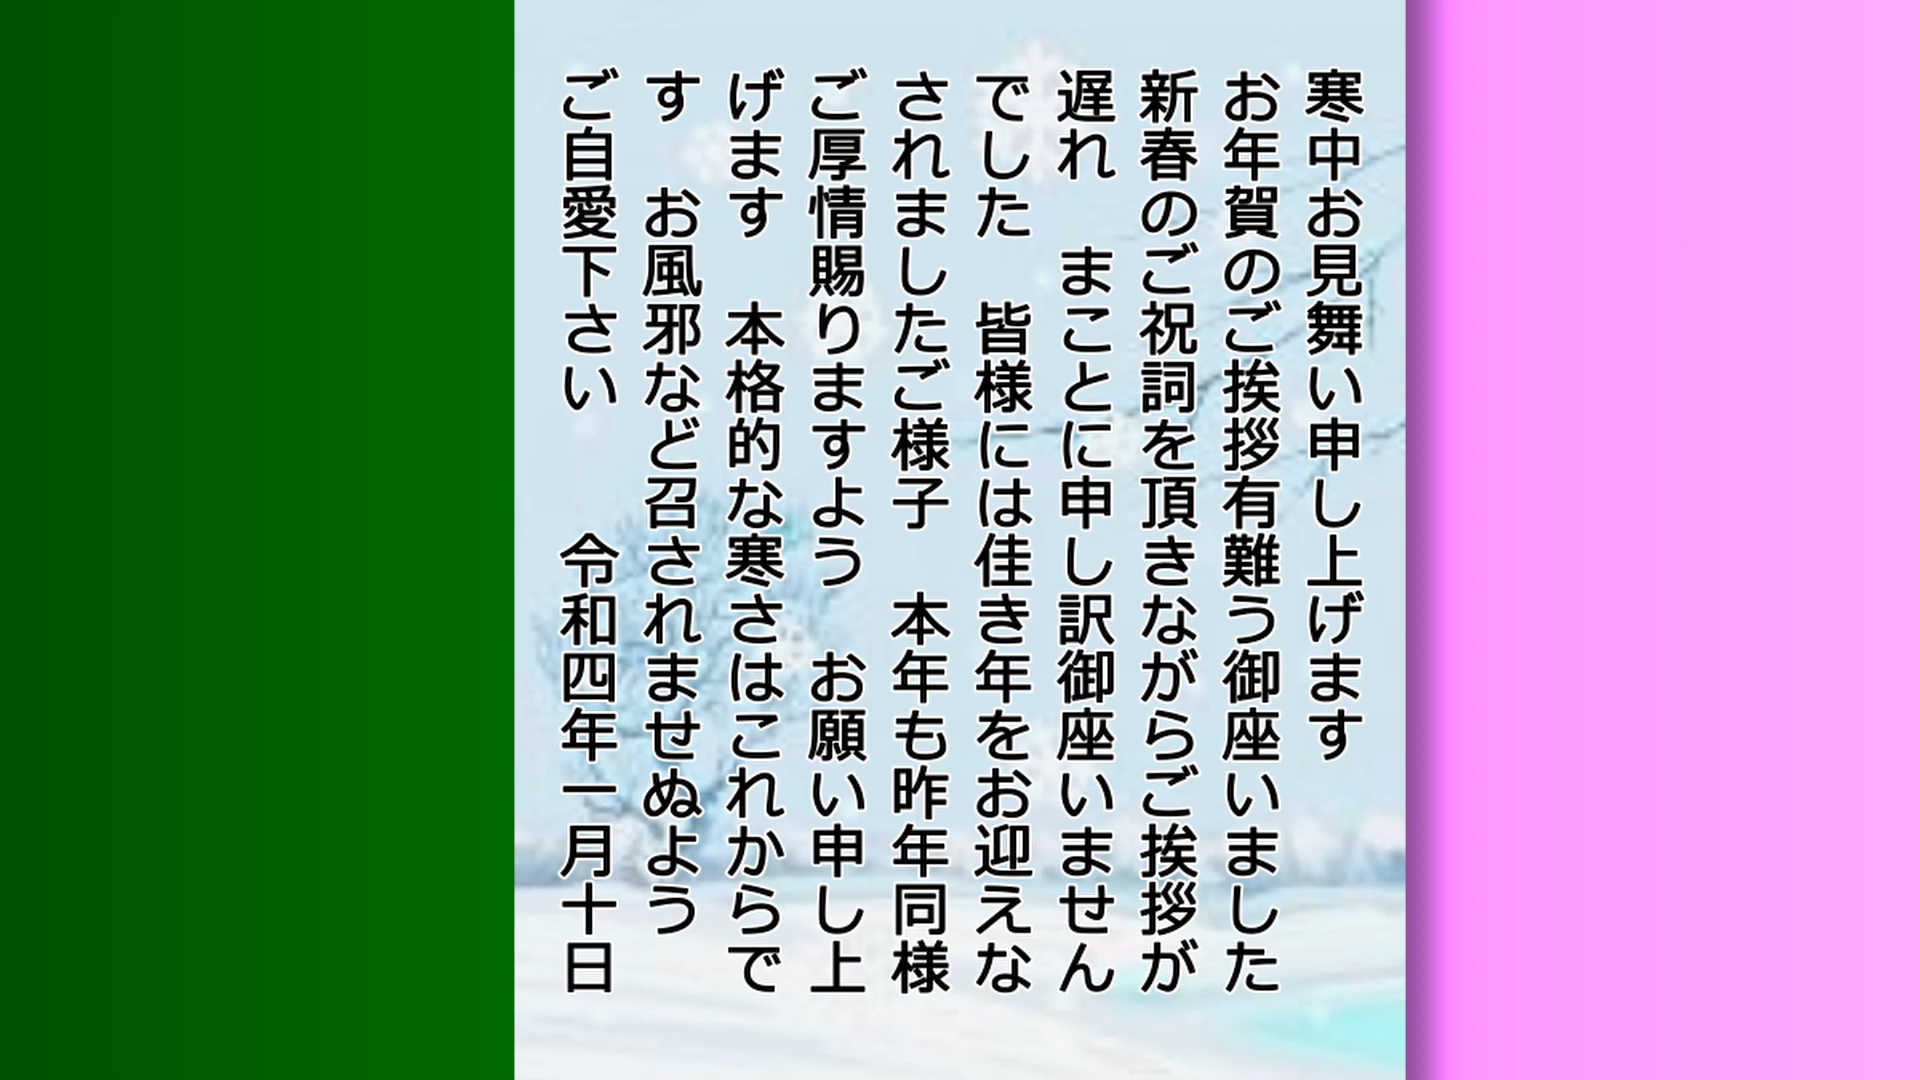 寒中お見舞い申し上げます
お年賀のご挨拶有難う御座いました
新春のご祝詞を頂きながらご挨拶が
遅れ　まことに申し訳御座いません
でした　皆様には佳き年をお迎えな
されましたご様子　本年も昨年同様
ご厚情賜りますよう　お願い申し上
げます　本格的な寒さはこれからで
す　お風邪など召されませぬよう
ご自愛下さい　　令和四年一月十日